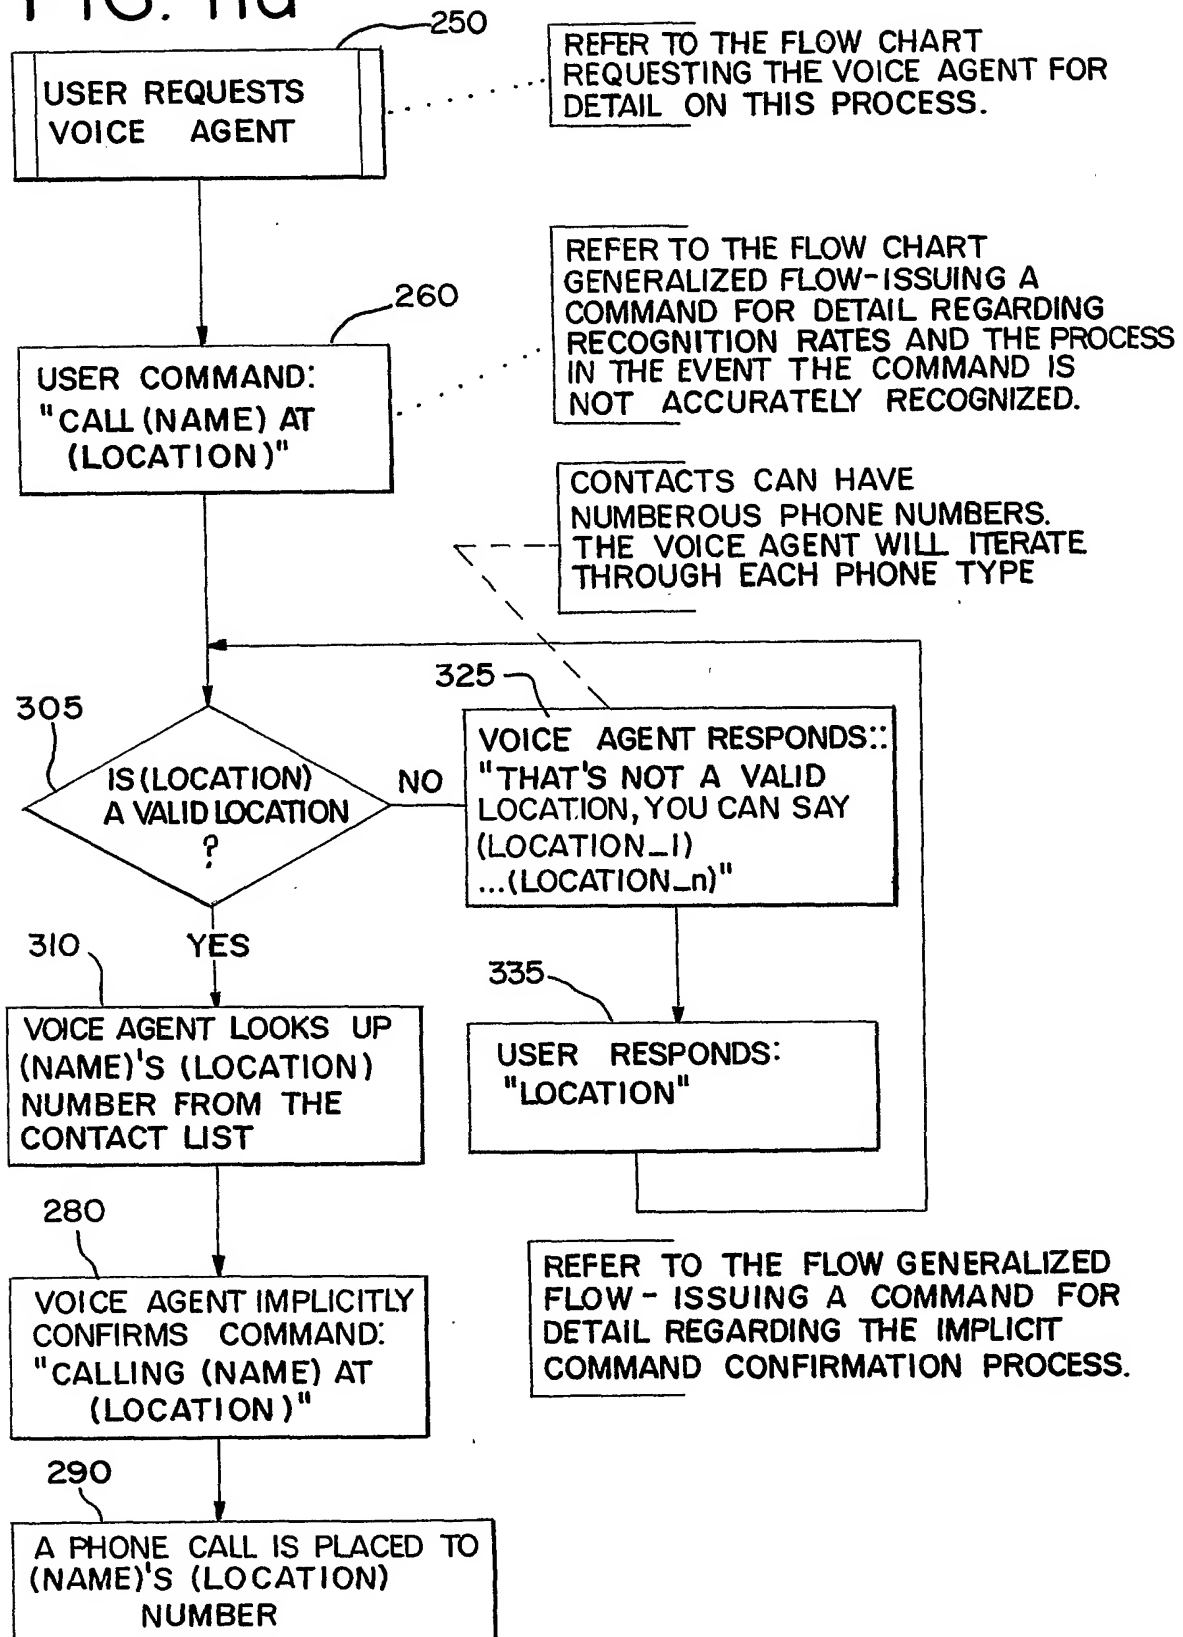 FIG. 11a
250
USER REQUESTS
VOICE AGENT
REFER TO THE FLOW CHART
REQUESTING THE VOICE AGENT FOR
DETAIL ON THIS PROCESS.
260
USER COMMAND:
"CALL (NAME) AT
(LOCATION)"
REFER TO THE FLOW CHART
GENERALIZED FLOW-ISSUING A
COMMAND FOR DETAIL REGARDING
RECOGNITION RATES AND THE PROCESS
IN THE EVENT THE COMMAND IS
NOT ACCURATELY RECOGNIZED.
CONTACTS CAN HAVE
NUMBEROUS PHONE NUMBERS.
THE VOICE AGENT WILL ITERATE
THROUGH EACH PHONE TYPE
305
IS (LOCATION)
A VALID LOCATION
?
NO
325
VOICE AGENT RESPONDS::
"THAT'S NOT A VALID
LOCATION, YOU CAN SAY
(LOCATION_1)
...(LOCATION_n)"
YES
310
VOICE AGENT LOOKS UP
(NAME)'S (LOCATION)
NUMBER FROM THE
CONTACT LIST
335
USER RESPONDS:
"LOCATION"
280
VOICE AGENT IMPLICITLY
CONFIRMS COMMAND:
"CALLING (NAME) AT
(LOCATION)"
REFER TO THE FLOW GENERALIZED
FLOW - ISSUING A COMMAND FOR
DETAIL REGARDING THE IMPLICIT
COMMAND CONFIRMATION PROCESS.
290
A PHONE CALL IS PLACED TO
(NAME)'S (LOCATION)
NUMBER